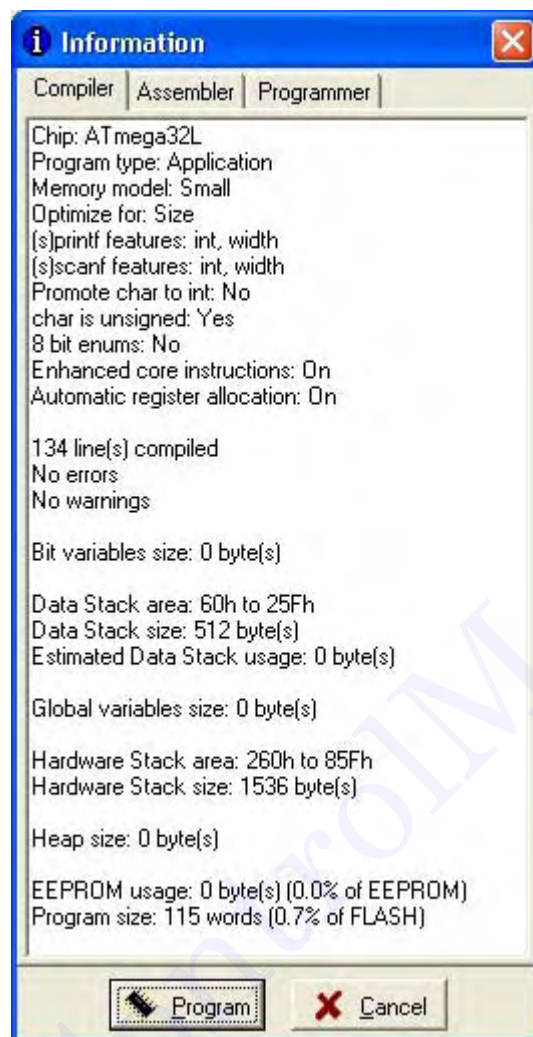 Information
Compiler Assembler Programmer
Chip: ATmega32L
Program type: Application
Memory model: Small
Optimize for: Size
(s)printf features: int, width
(s)scanf features: int, width
Promote char to int: No
char is unsigned: Yes
8 bit enums: No
Enhanced core instructions: On
Automatic register allocation: On
134 line(s) compiled
No errors
No warnings
Bit variables size: 0 byte(s)
Data Stack area: 60h to 25Fh
Data Stack size: 512 byte(s)
Estimated Data Stack usage: 0 byte(s)
Global variables size: 0 byte(s)
Hardware Stack area: 260h to 85Fh
Hardware Stack size: 1536 byte(s)
Heap size: 0 byte(s)
EEPROM usage: 0 byte(s) (0.0% of EEPROM)
Program size: 115 words (0.7% of FLASH)
Program Cancel